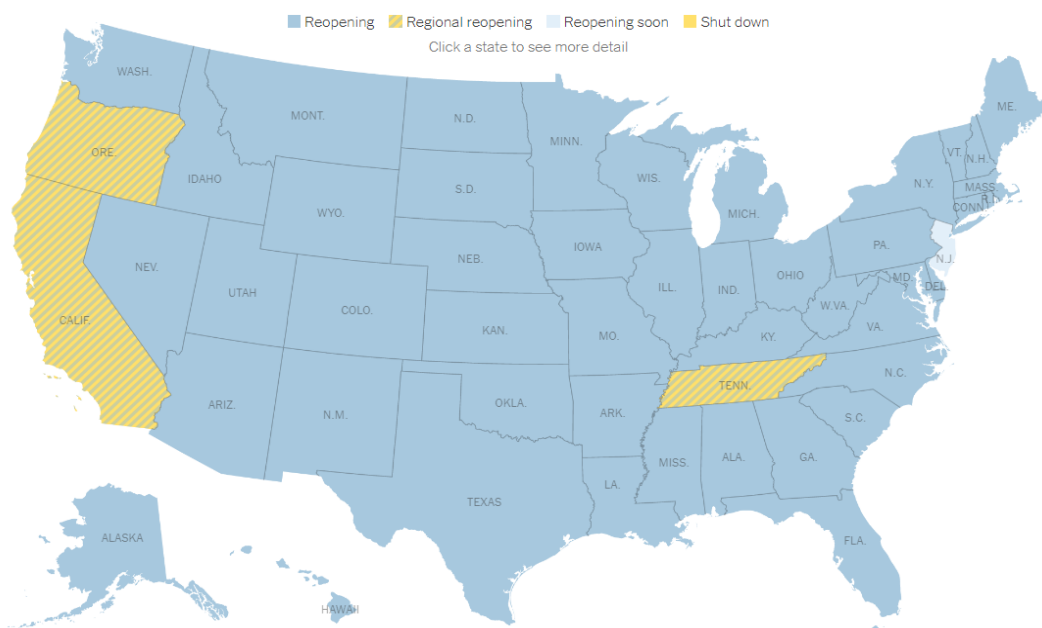 Reopening Regional reopening Reopening soon Shut down
Click a state to see more detail
WASH.
MONT.
N.D.
MINN.
ME.
ORE.
IDAHO
S.D.
WIS.
MICH.
VT.
N.H.
N.Y.
MASS.
R.I.
CONN.
WYO.
NEB.
IOWA
PA.
N.J.
NEV.
UTAH
COLO.
ILL.
IND.
OHIO
MD.
DEL.
W.VA.
VA.
CALIF.
KAN.
MO.
KY.
ARIZ.
N.M.
OKLA.
ARK.
TENN.
N.C.
S.C.
TEXAS
LA.
MISS.
ALA.
GA.
FLA.
ALASKA
HAWAII